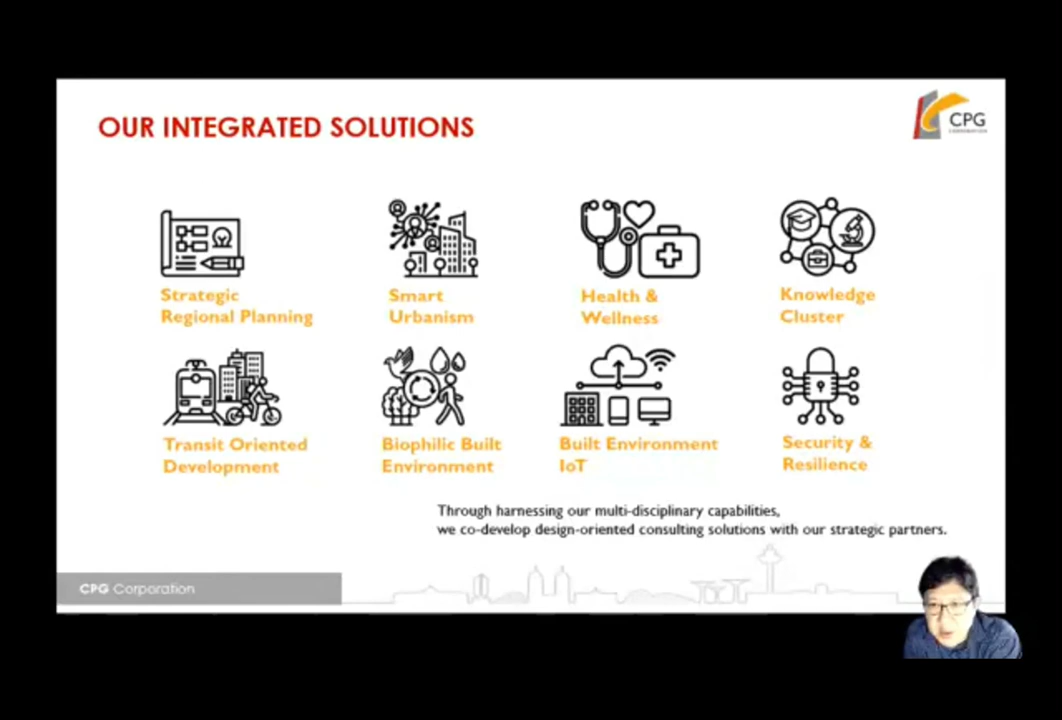 OUR INTEGRATED SOLUTIONS
CPG
CORPORATION
Strategic
Regional Planning
Smart
Urbanism
Health &
Wellness
Knowledge
Cluster
Transit Oriented
Development
Biophilic Built
Environment
Built Environment
IoT
Security &
Resilience
Through harnessing our multi-disciplinary capabilities,
we co-develop design-oriented consulting solutions with our strategic partners.
CPG Corporation